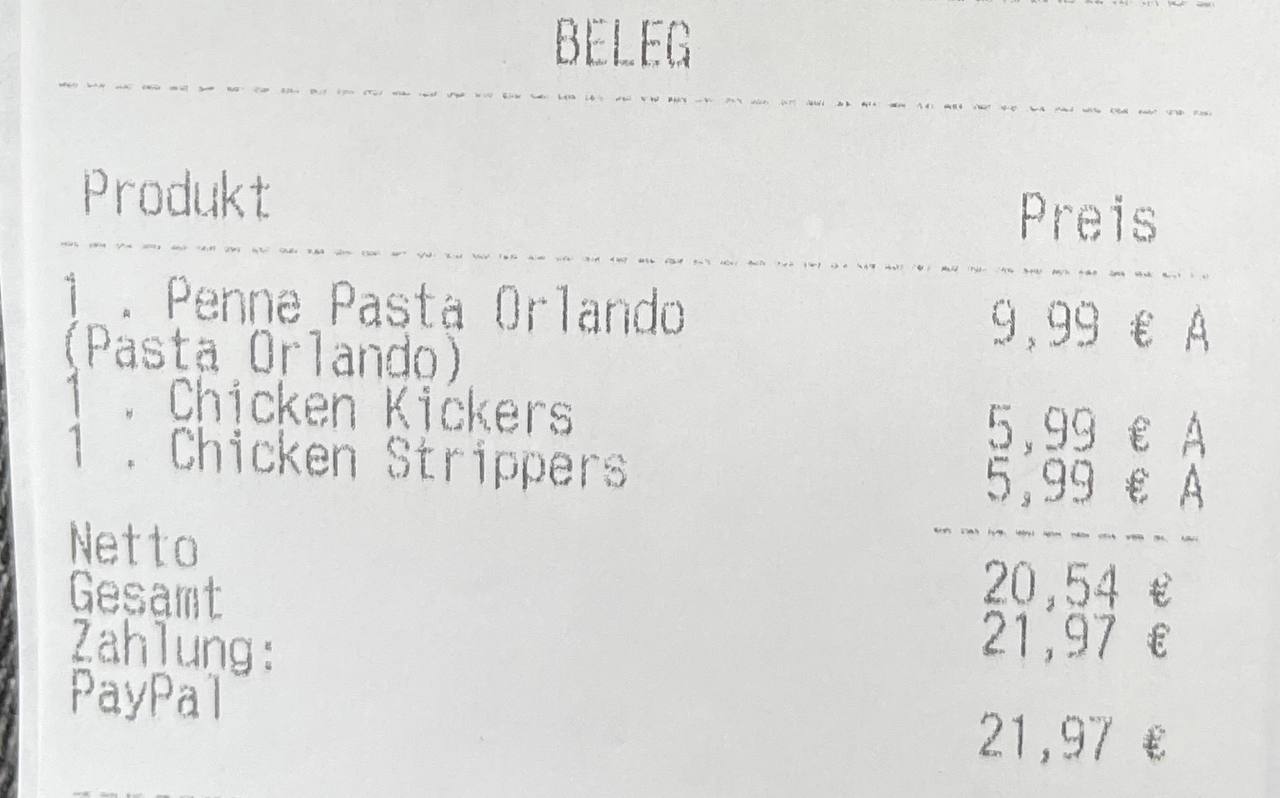 BELEG
Produkt Preis
1 . Penne Pasta Orlando 9,99 € A
(Pasta Orlando)
1 . Chicken Kickers 5,99 € A
1 . Chicken Strippers 5,99 € A
Netto 20,54 €
Gesamt 21,97 €
Zahlung:
PayPal 21,97 €